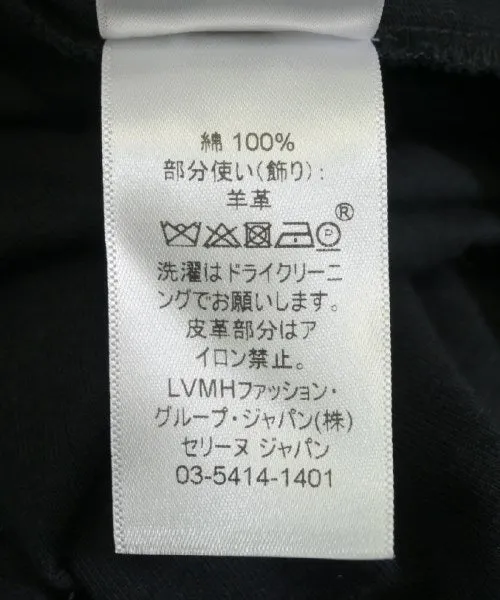 綿 100%
部分使い(飾り):
羊革
P ®
洗濯はドライクリーニ
ングでお願いします。
皮革部分はア
イロン禁止。
LVMHファッション・
グループ・ジャパン(株)
セリーヌ ジャパン
03-5414-1401